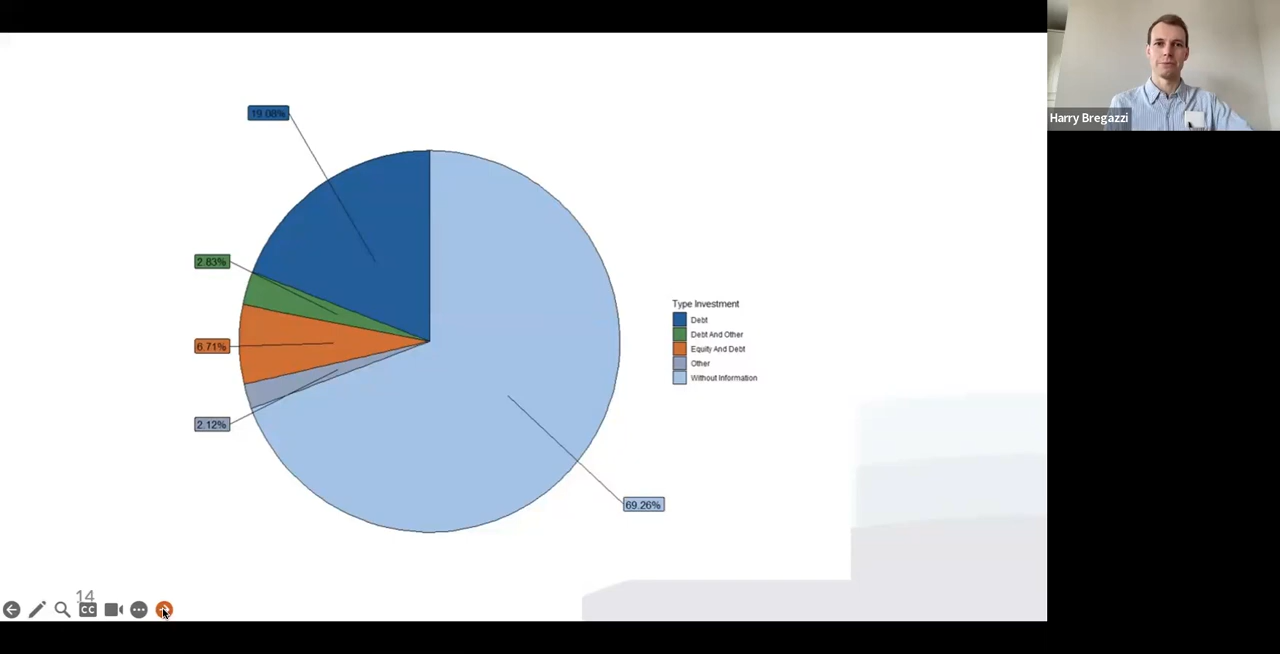 Harry Bregazzi
19.08%
2.83%
6.71%
2.12%
69.26%
Type Investment
Debt
Debt And Other
Equity And Debt
Other
Without Information
14
CC